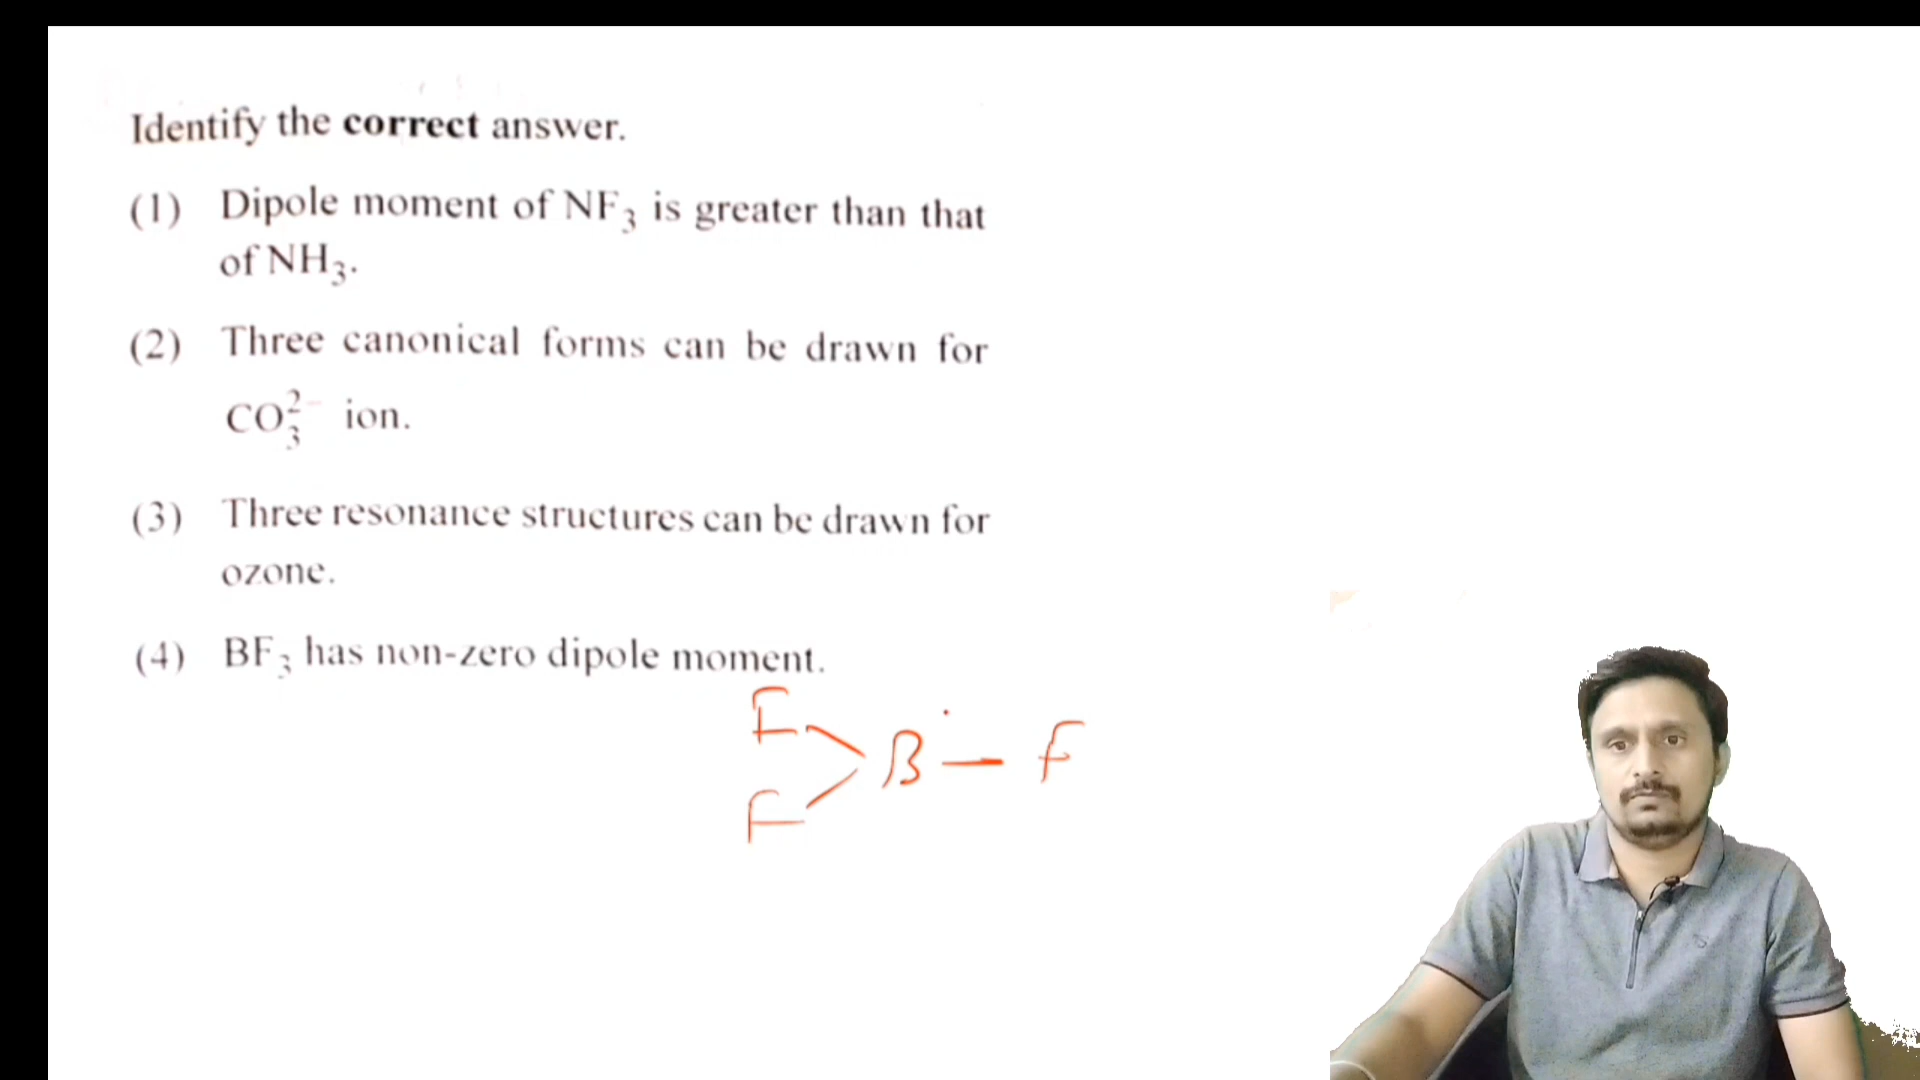 Identify the correct answer.
(1) Dipole moment of NF₃ is greater than that
of NH₃.
(2) Three canonical forms can be drawn for
CO₃²⁻ ion.
(3) Three resonance structures can be drawn for
ozone.
(4) BF₃ has non-zero dipole moment.
F
B — F
F